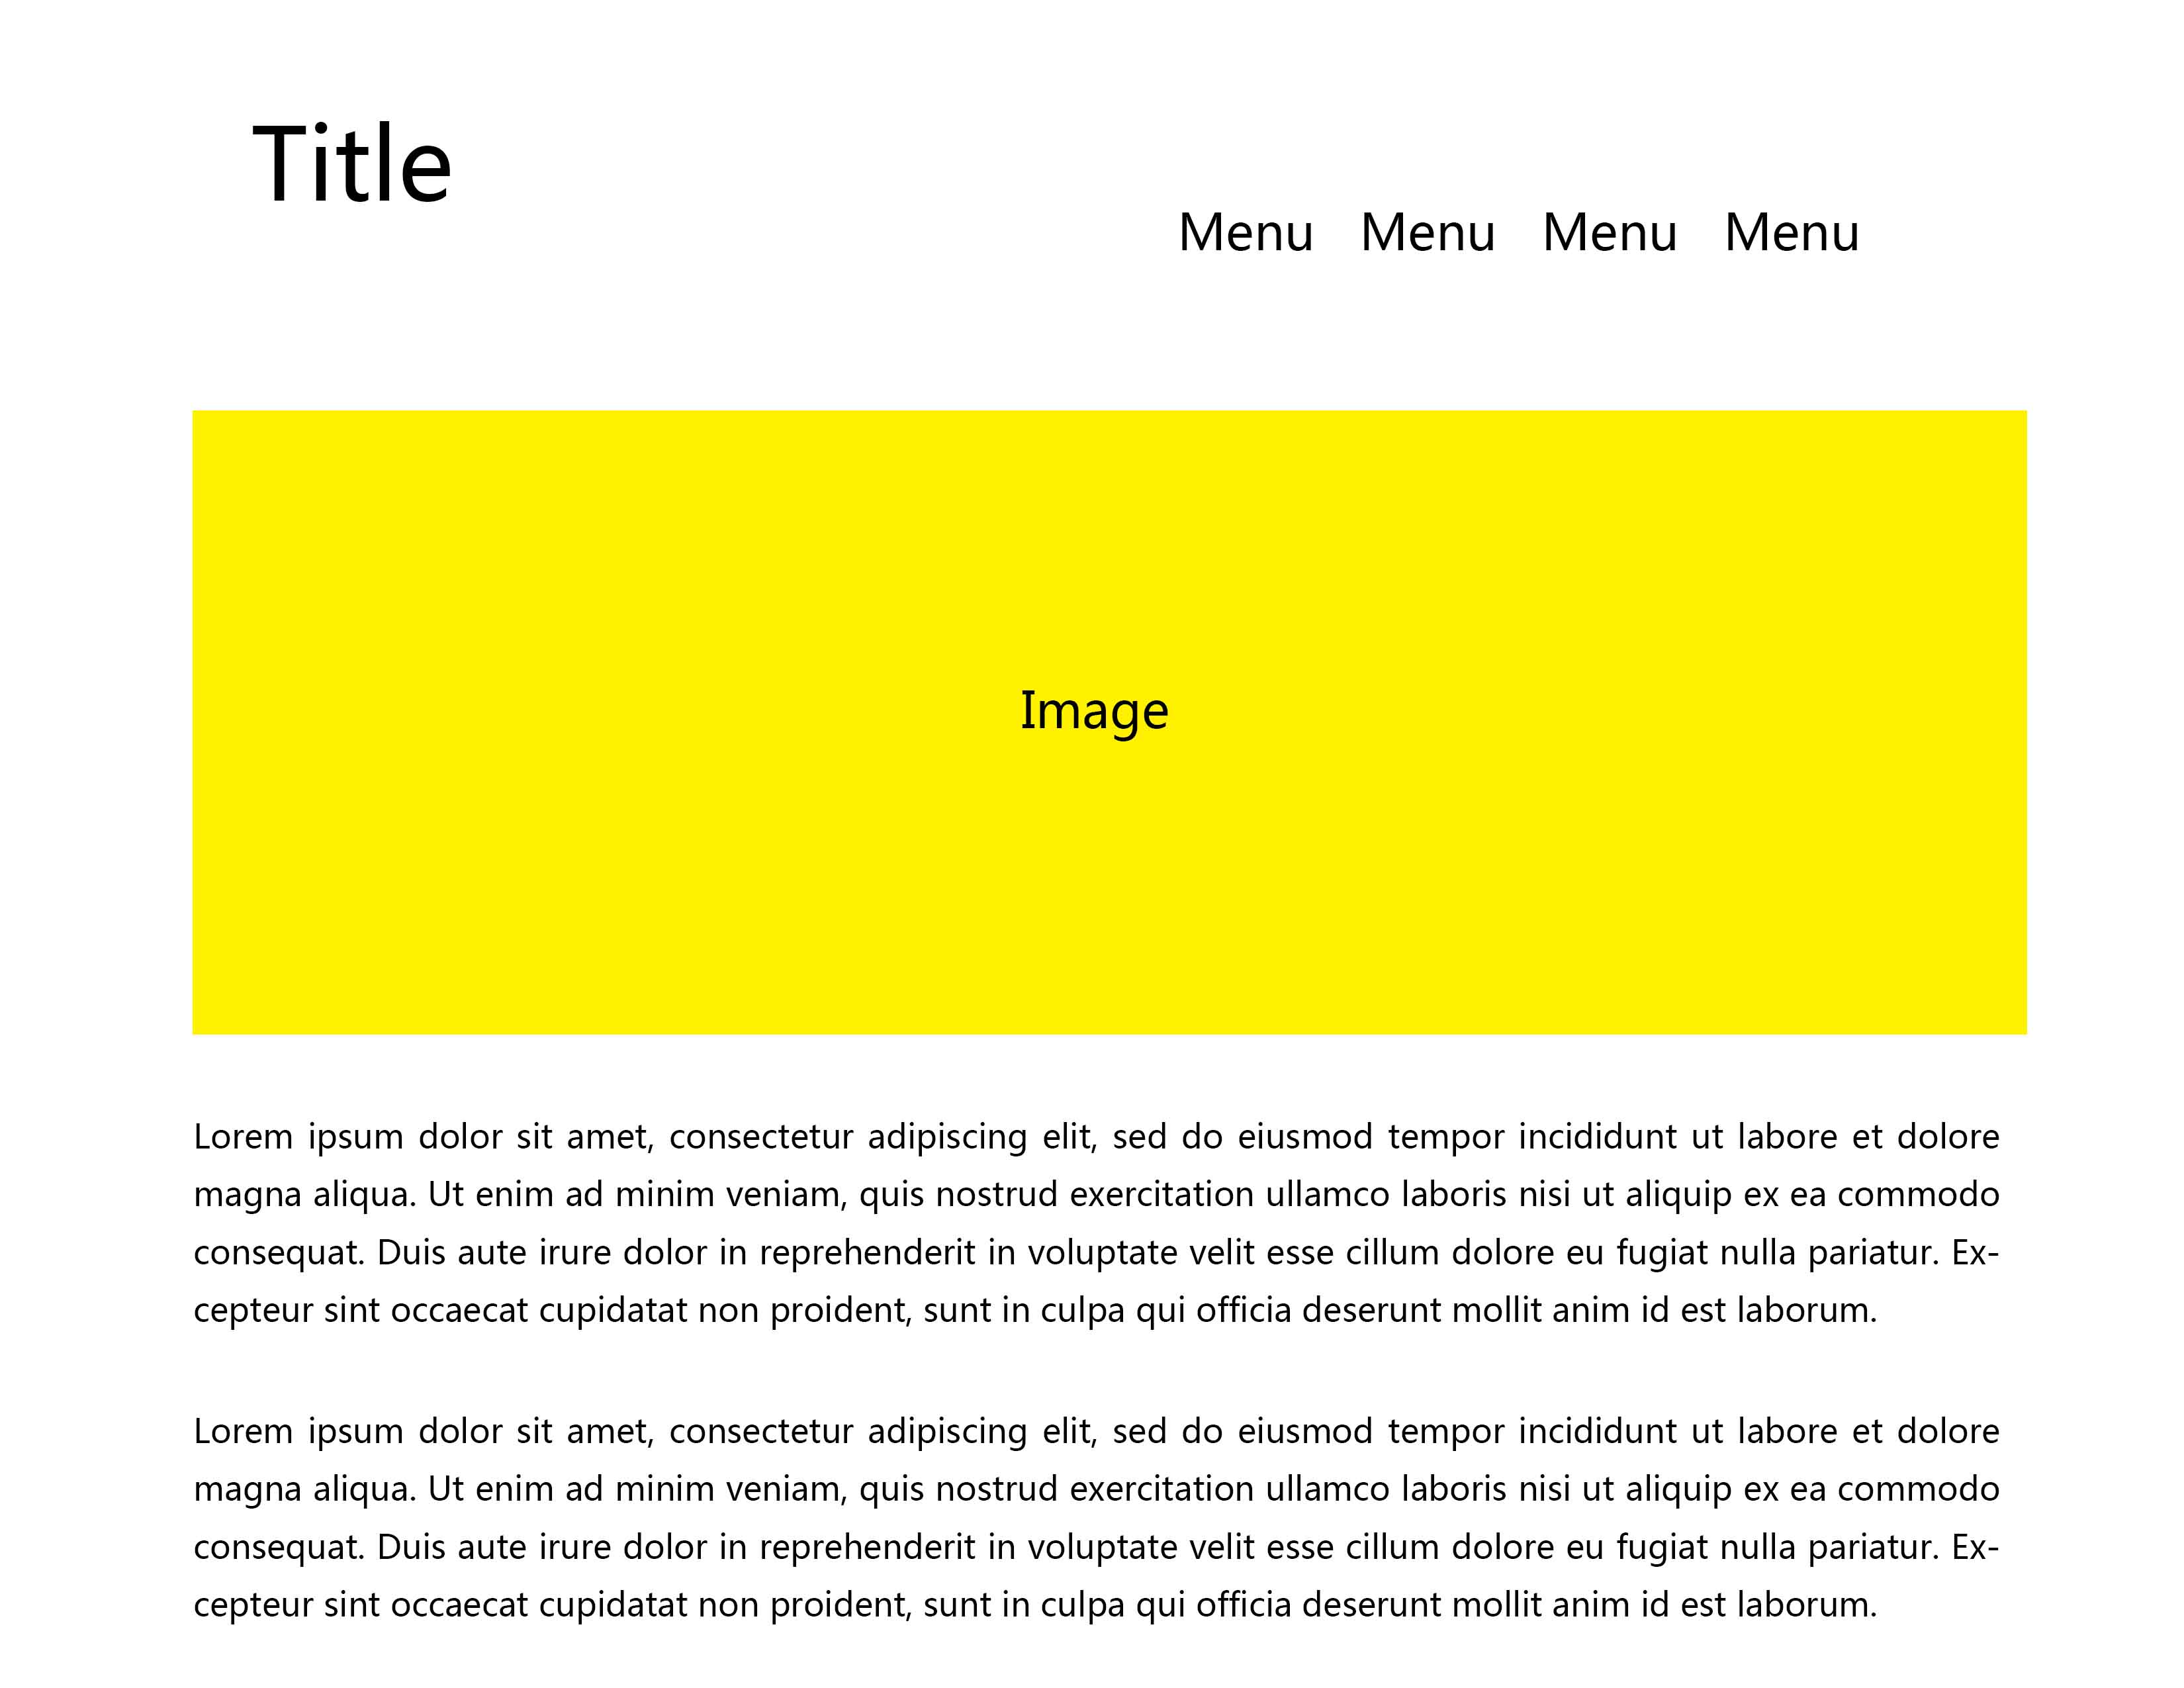 Title
Menu Menu Menu Menu
Image
Lorem ipsum dolor sit amet, consectetur adipiscing elit, sed do eiusmod tempor incididunt ut labore et dolore
magna aliqua. Ut enim ad minim veniam, quis nostrud exercitation ullamco laboris nisi ut aliquip ex ea commodo
consequat. Duis aute irure dolor in reprehenderit in voluptate velit esse cillum dolore eu fugiat nulla pariatur. Ex-
cepteur sint occaecat cupidatat non proident, sunt in culpa qui officia deserunt mollit anim id est laborum.
Lorem ipsum dolor sit amet, consectetur adipiscing elit, sed do eiusmod tempor incididunt ut labore et dolore
magna aliqua. Ut enim ad minim veniam, quis nostrud exercitation ullamco laboris nisi ut aliquip ex ea commodo
consequat. Duis aute irure dolor in reprehenderit in voluptate velit esse cillum dolore eu fugiat nulla pariatur. Ex-
cepteur sint occaecat cupidatat non proident, sunt in culpa qui officia deserunt mollit anim id est laborum.